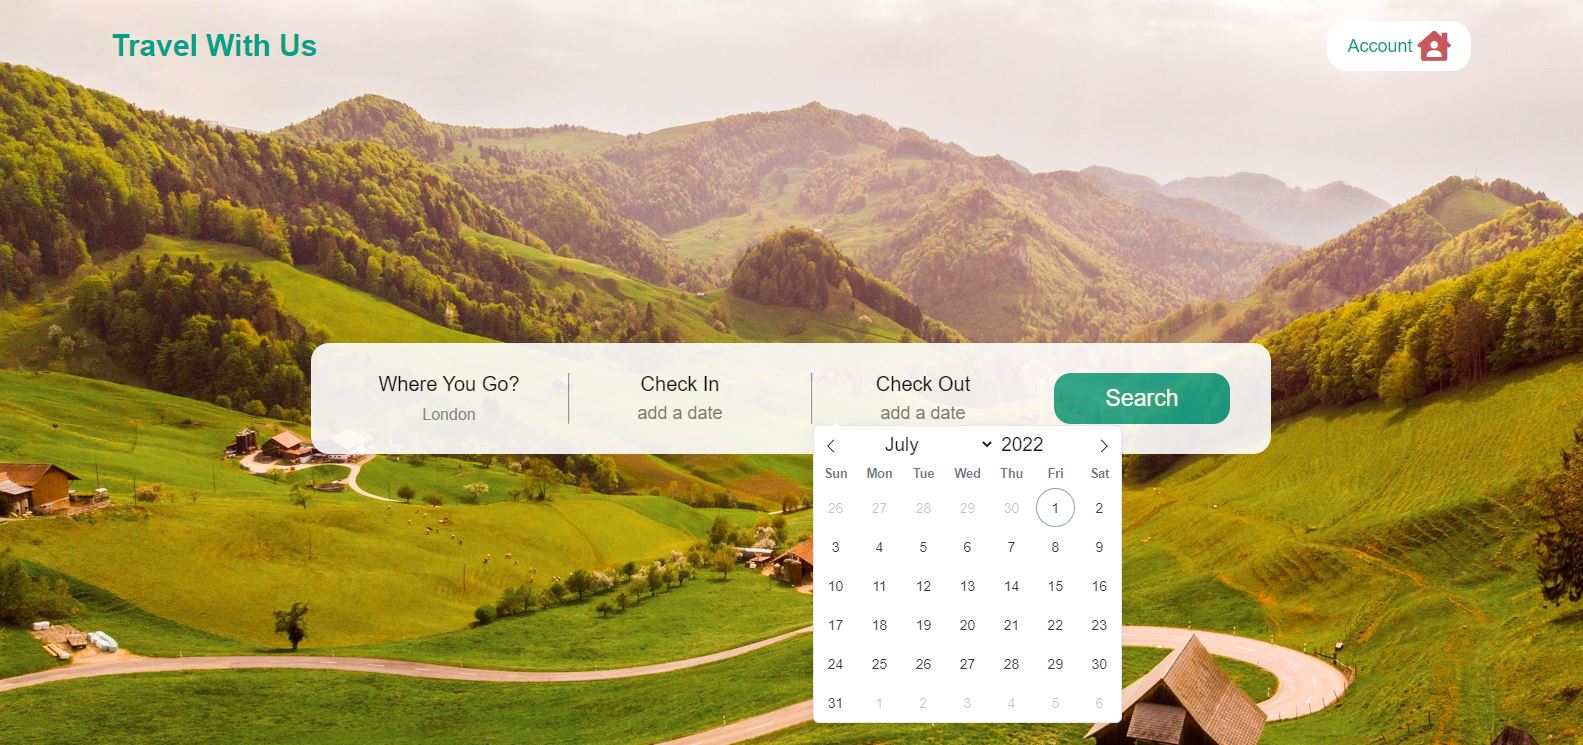 Travel With Us
Account
Where You Go?
London
Check In
add a date
Check Out
add a date
Search
July 2022
Sun Mon Tue Wed Thu Fri Sat
26 27 28 29 30 1 2
3 4 5 6 7 8 9
10 11 12 13 14 15 16
17 18 19 20 21 22 23
24 25 26 27 28 29 30
31 1 2 3 4 5 6